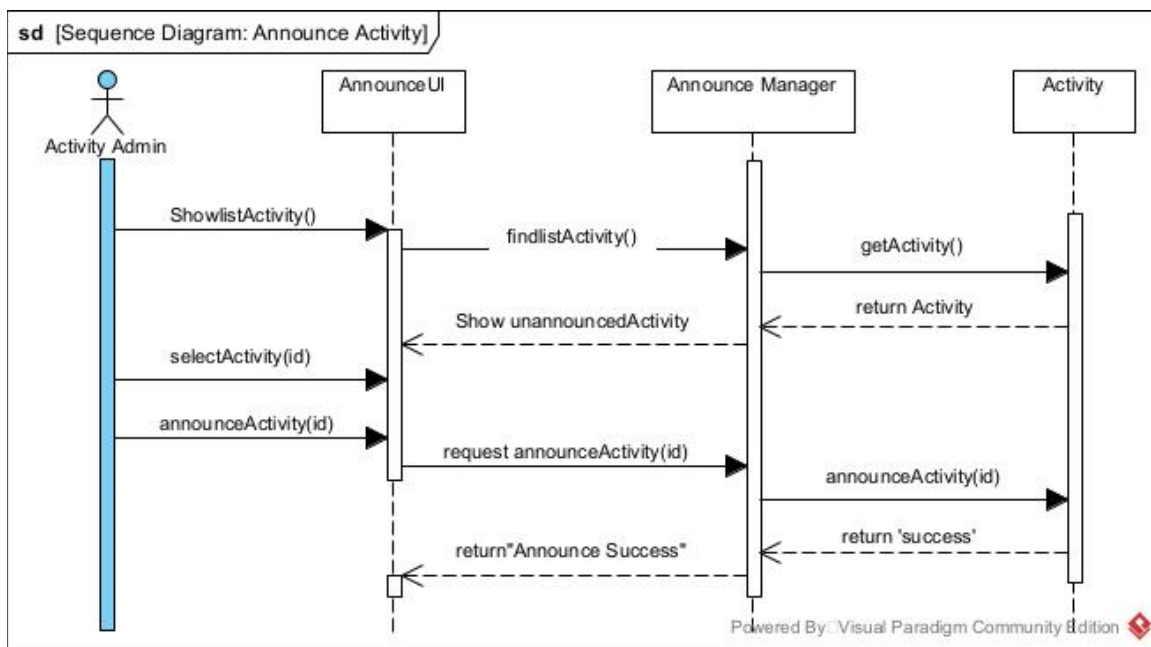 sd [Sequence Diagram: Announce Activity]
AnnounceUI
Announce Manager
Activity
Activity Admin
ShowlistActivity()
findlistActivity()
getActivity()
return Activity
Show unannouncedActivity
selectActivity(id)
announceActivity(id)
request announceActivity(id)
announceActivity(id)
return 'success'
return"Announce Success"
Powered By Visual Paradigm Community Edition